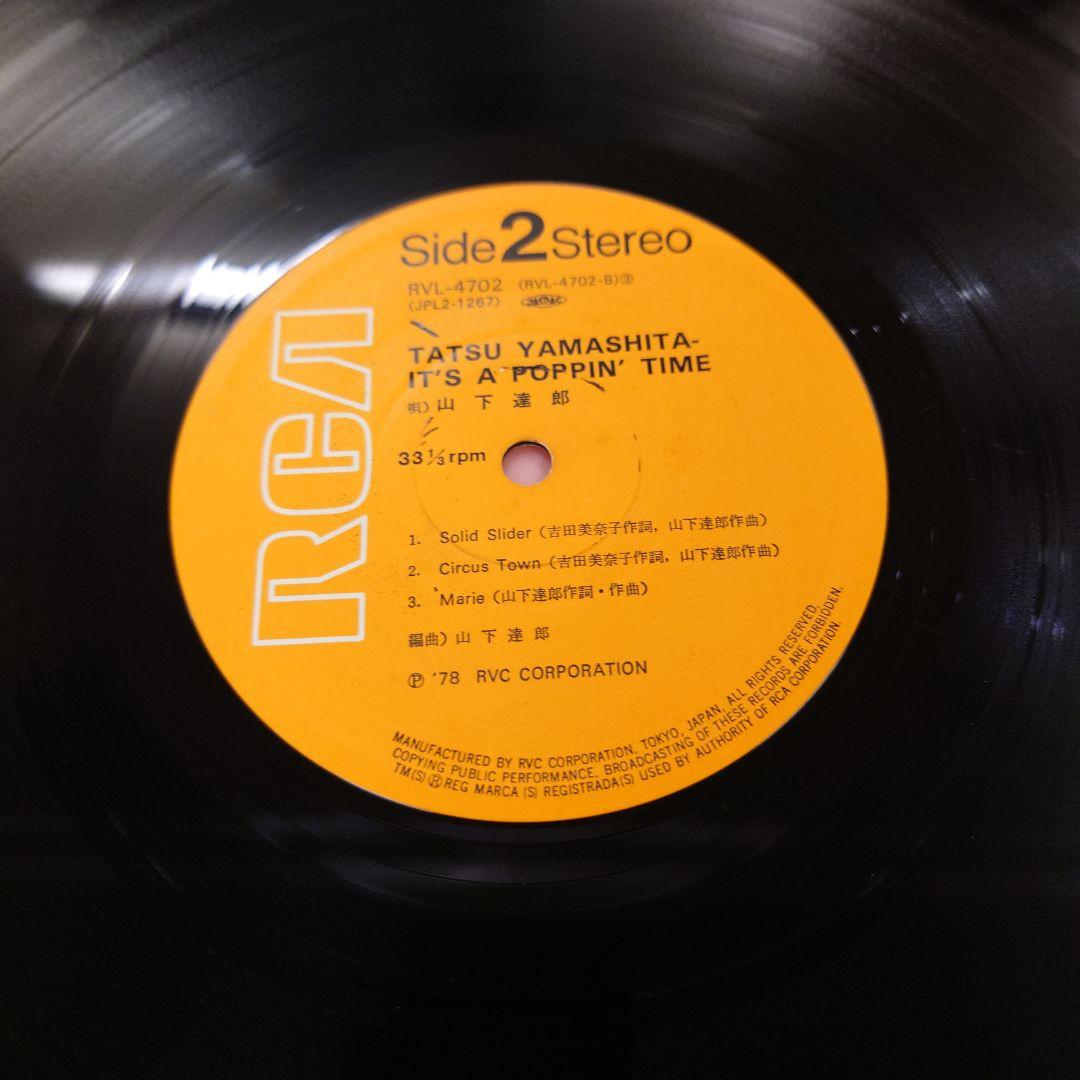 Side 2 Stereo
RVL-4702 (RVL-4702-B)③
(JPL2-1267) JASRAC
TATSU YAMASHITA-
IT'S A POPPIN' TIME
唄) 山下達郎
33 1/3 rpm
1. Solid Slider (吉田美奈子作詞, 山下達郎作曲)
2. Circus Town (吉田美奈子作詞, 山下達郎作曲)
3. Marie (山下達郎作詞・作曲)
編曲) 山下達郎
Ⓟ '78 RVC CORPORATION
MANUFACTURED BY RVC CORPORATION, TOKYO, JAPAN, ALL RIGHTS RESERVED,
COPYING PUBLIC PERFORMANCE, BROADCASTING OF THESE RECORDS ARE FORBIDDEN.
TM(S) ® REG MARCA (S) REGISTRADA(S) USED BY AUTHORITY OF RCA CORPORATION.
RCA